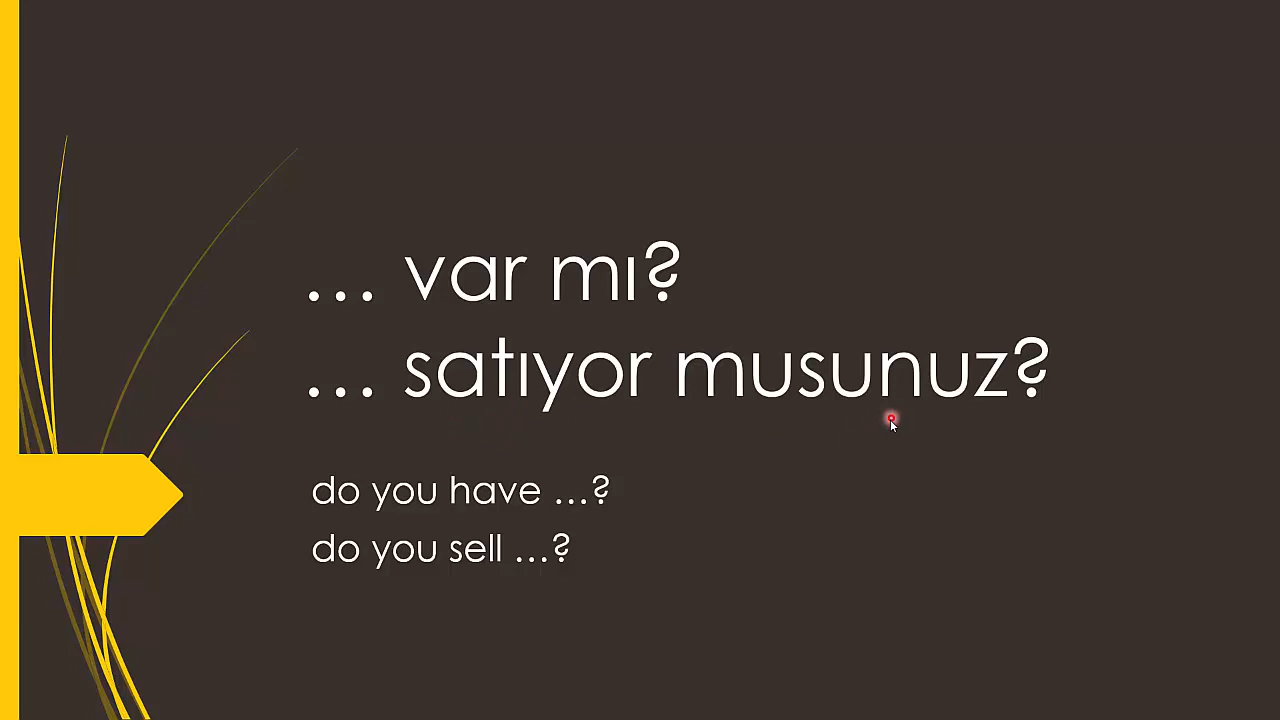 ... var mı?
... satıyor musunuz?
do you have ...?
do you sell ...?